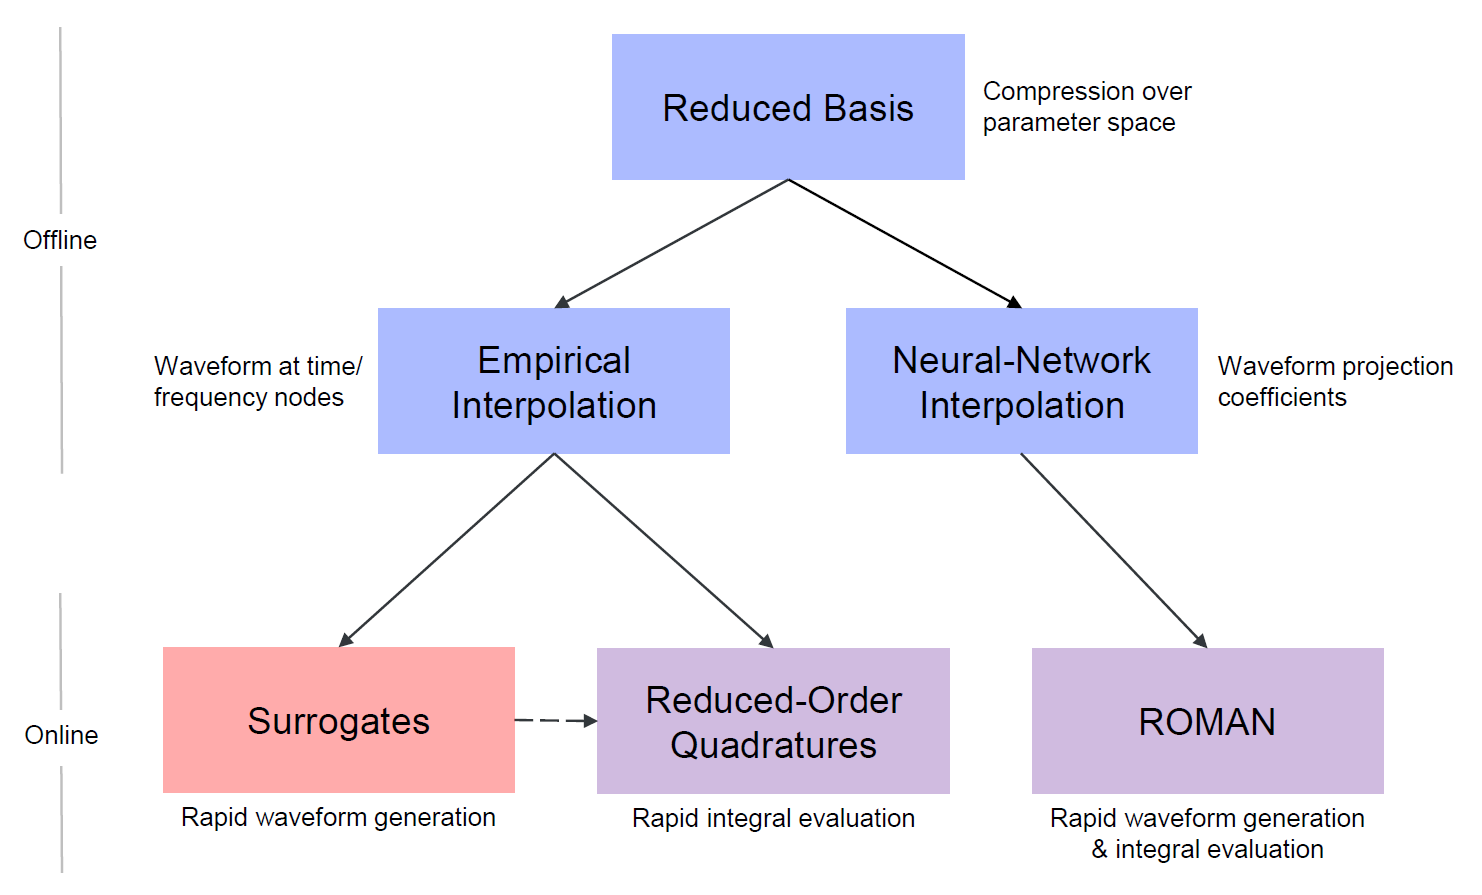 Reduced Basis
Compression over
parameter space
Offline
Waveform at time/
frequency nodes
Empirical
Interpolation
Neural-Network
Interpolation
Waveform projection
coefficients
Online
Surrogates
Reduced-Order
Quadratures
ROMAN
Rapid waveform generation
Rapid integral evaluation
Rapid waveform generation
& integral evaluation